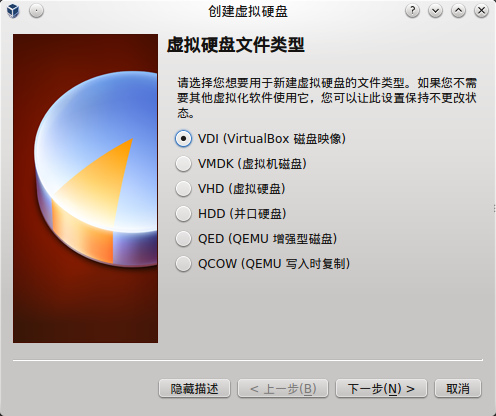 创建虚拟硬盘
虚拟硬盘文件类型
请选择您想要用于新建虚拟硬盘的文件类型。如果您不需
要其他虚拟化软件使用它，您可以让此设置保持不更改状
态。
VDI (VirtualBox 磁盘映像)
VMDK (虚拟机磁盘)
VHD (虚拟硬盘)
HDD (并口硬盘)
QED (QEMU 增强型磁盘)
QCOW (QEMU 写入时复制)
隐藏描述
< 上一步(B)
下一步(N) >
取消